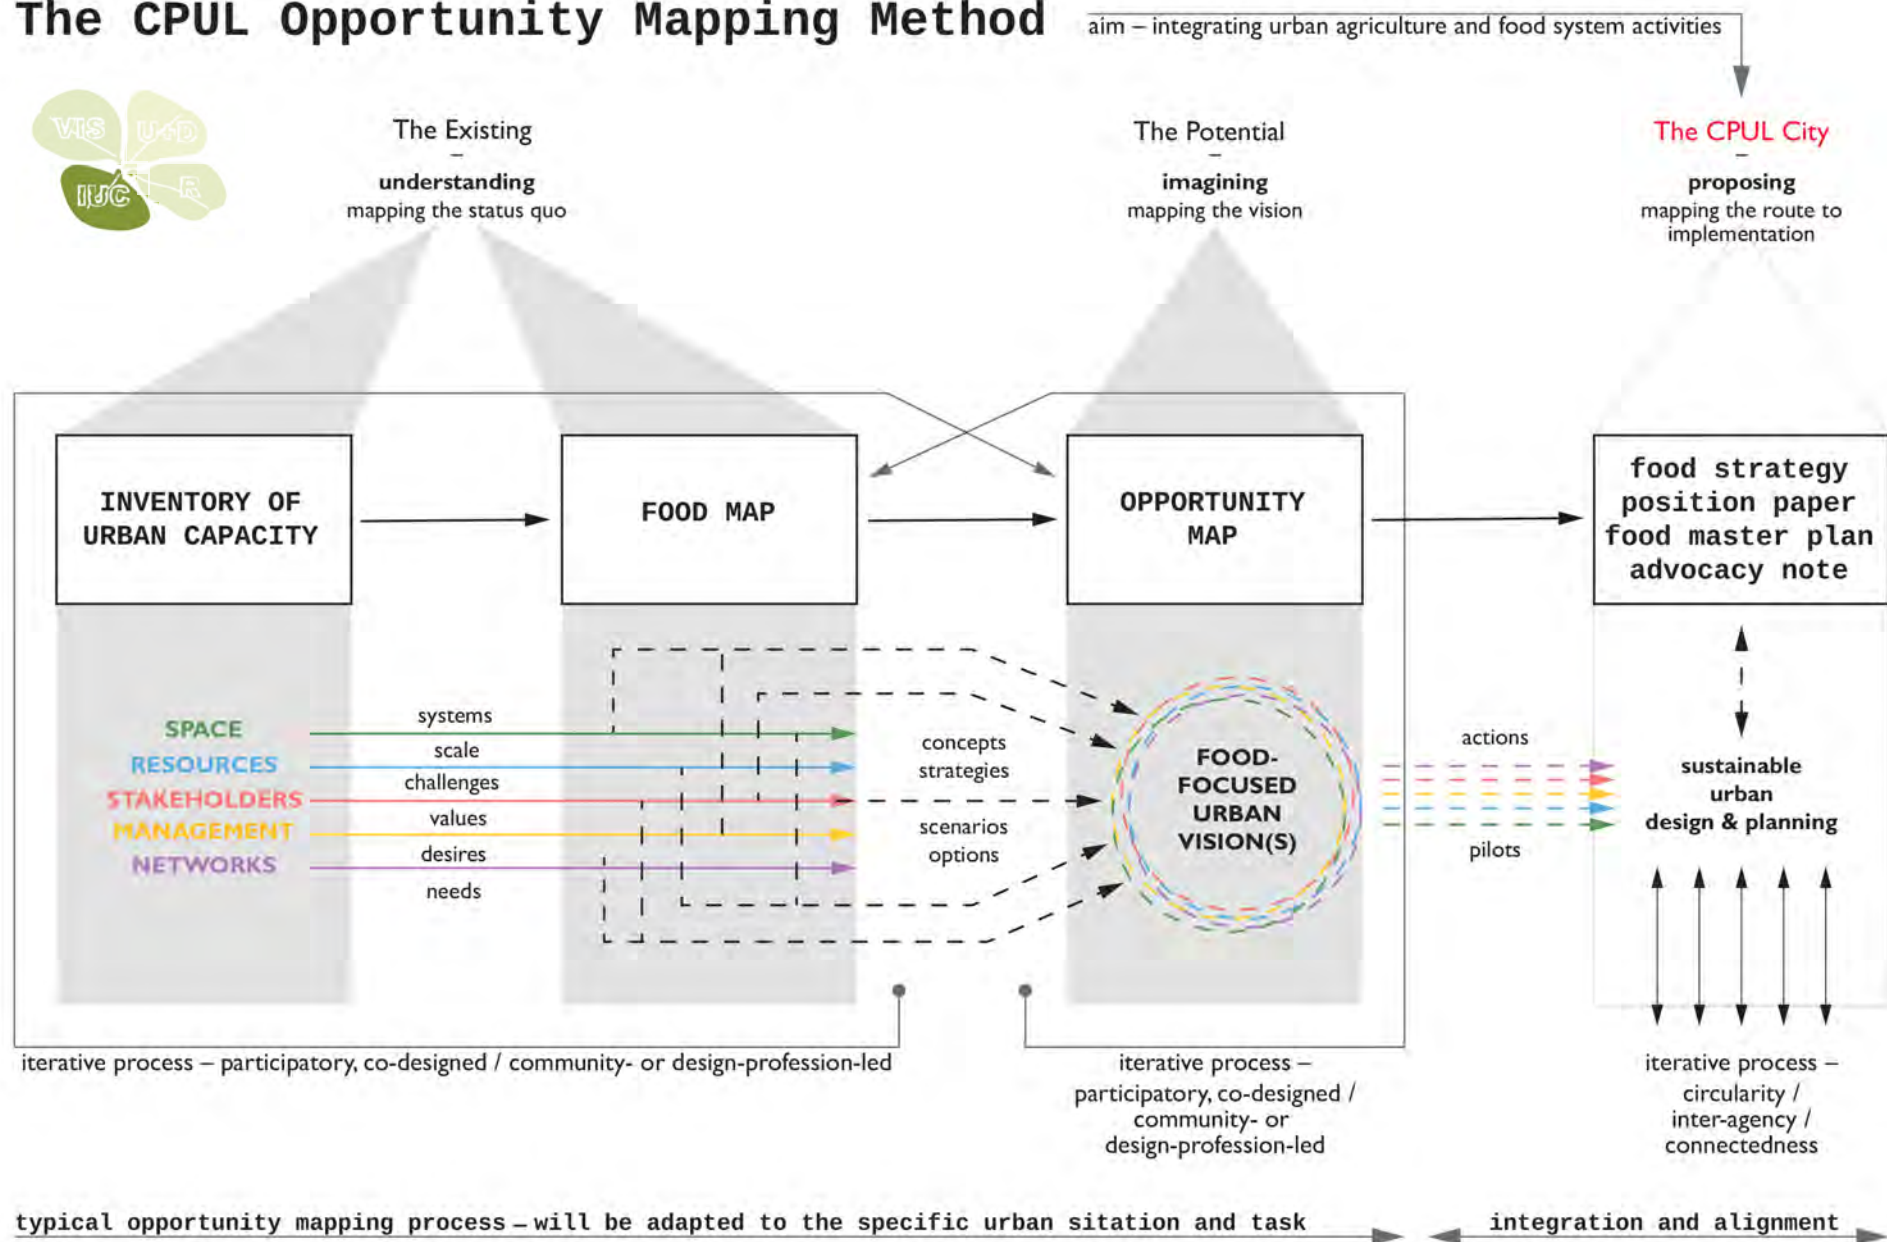 The CPUL Opportunity Mapping Method
aim – integrating urban agriculture and food system activities
VIS
U+D
IUC
R
The Existing
–
understanding
mapping the status quo
The Potential
–
imagining
mapping the vision
The CPUL City
–
proposing
mapping the route to
implementation
INVENTORY OF
URBAN CAPACITY
FOOD MAP
OPPORTUNITY
MAP
food strategy
position paper
food master plan
advocacy note
SPACE
RESOURCES
STAKEHOLDERS
MANAGEMENT
NETWORKS
systems
scale
challenges
values
desires
needs
concepts
strategies
scenarios
options
FOOD-
FOCUSED
URBAN
VISION(S)
actions
pilots
sustainable
urban
design & planning
iterative process – participatory, co-designed / community- or design-profession-led
iterative process –
participatory, co-designed /
community- or
design-profession-led
iterative process –
circularity /
inter-agency /
connectedness
typical opportunity mapping process – will be adapted to the specific urban sitation and task
integration and alignment